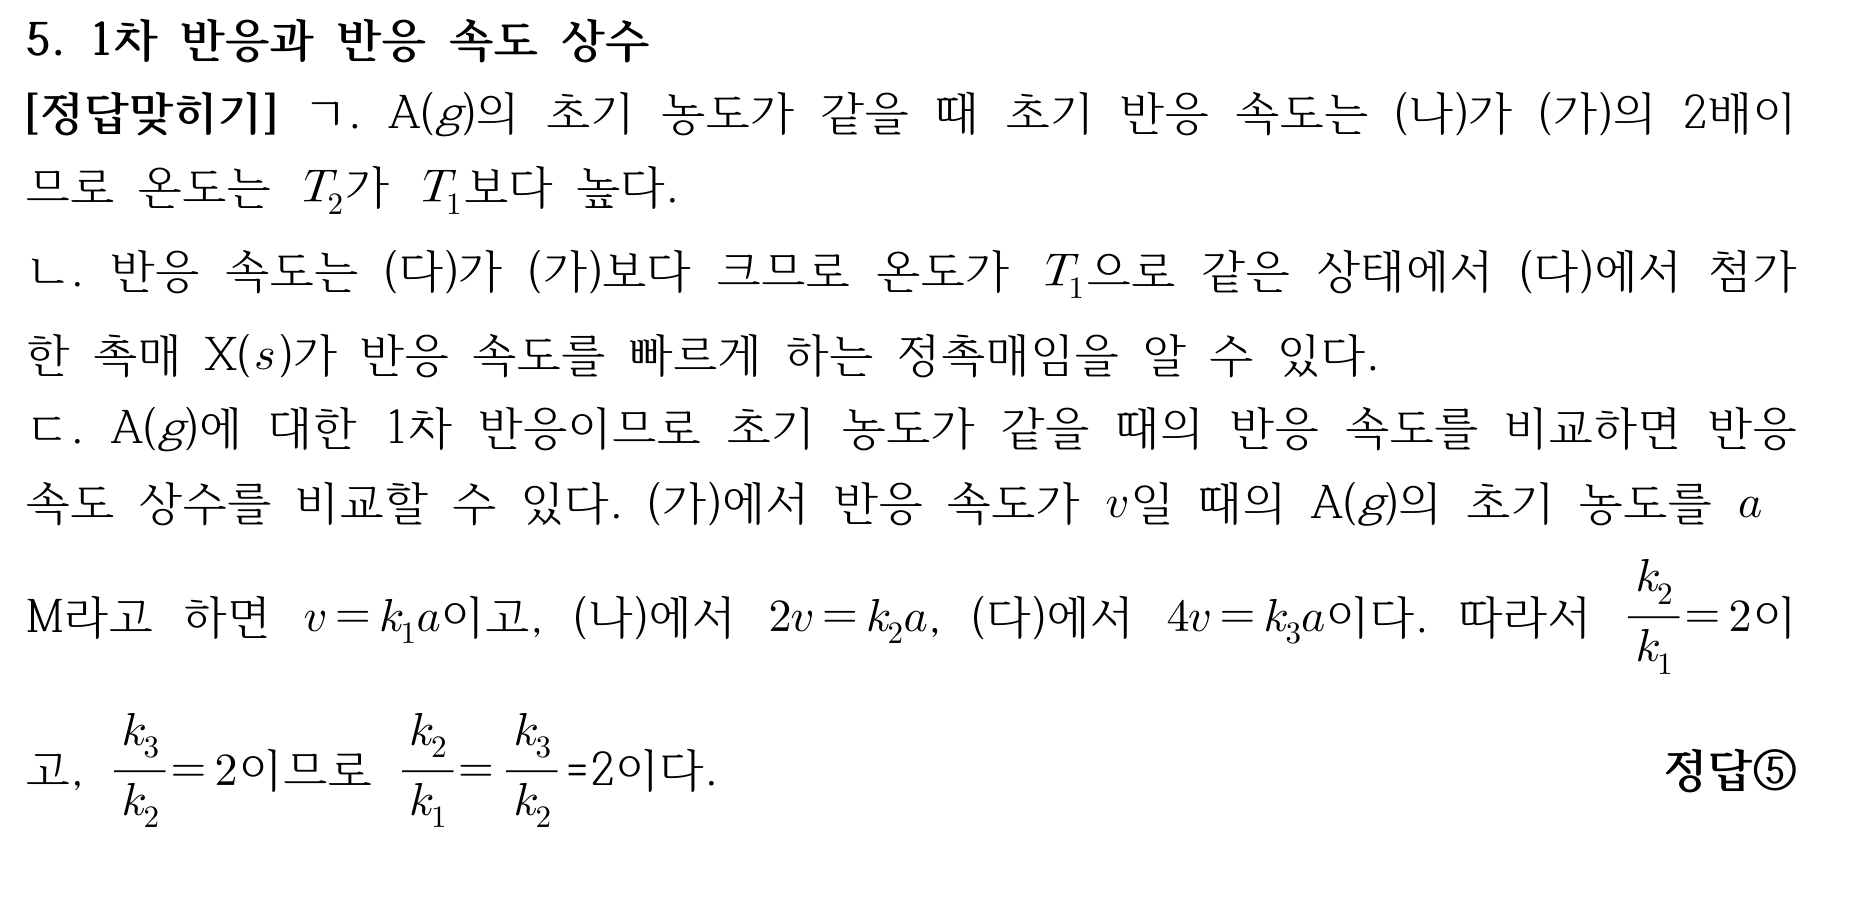 5. 1차 반응과 반응 속도 상수
[정답맞히기] ㄱ. A(g)의 초기 농도가 같을 때 초기 반응 속도는 (나)가 (가)의 2배이
므로 온도는 T₂가 T₁보다 높다.
ㄴ. 반응 속도는 (다)가 (가)보다 크므로 온도가 T₁으로 같은 상태에서 (다)에서 첨가
한 촉매 X(s)가 반응 속도를 빠르게 하는 정촉매임을 알 수 있다.
ㄷ. A(g)에 대한 1차 반응이므로 초기 농도가 같을 때의 반응 속도를 비교하면 반응
속도 상수를 비교할 수 있다. (가)에서 반응 속도가 v일 때의 A(g)의 초기 농도를 a
M라고 하면 v=k₁a이고, (나)에서 2v=k₂a, (다)에서 4v=k₃a이다. 따라서 k₂/k₁=2이
고, k₃/k₂=2이므로 k₂/k₁=k₃/k₂=2이다. 정답⑤